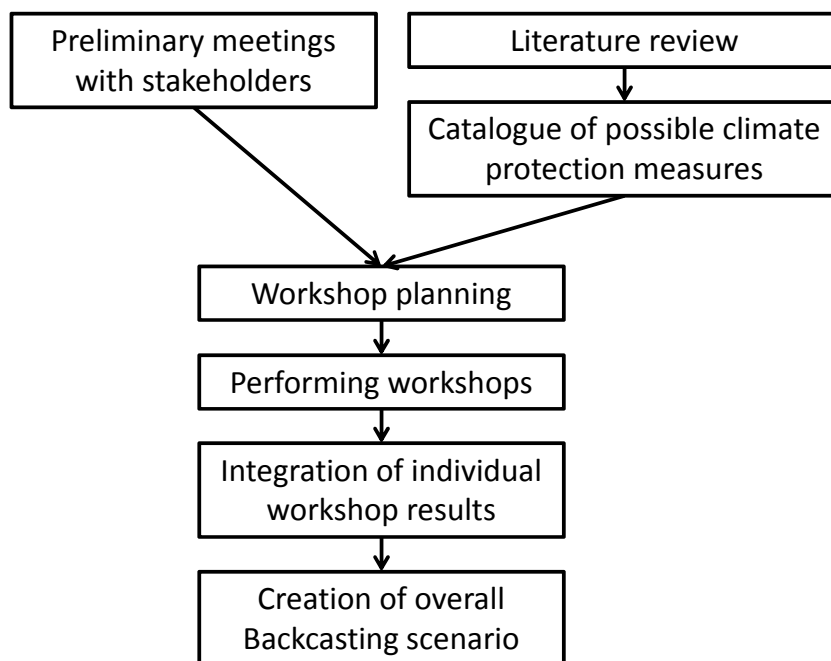 Preliminary meetings
with stakeholders
Literature review
Catalogue of possible climate
protection measures
Workshop planning
Performing workshops
Integration of individual
workshop results
Creation of overall
Backcasting scenario